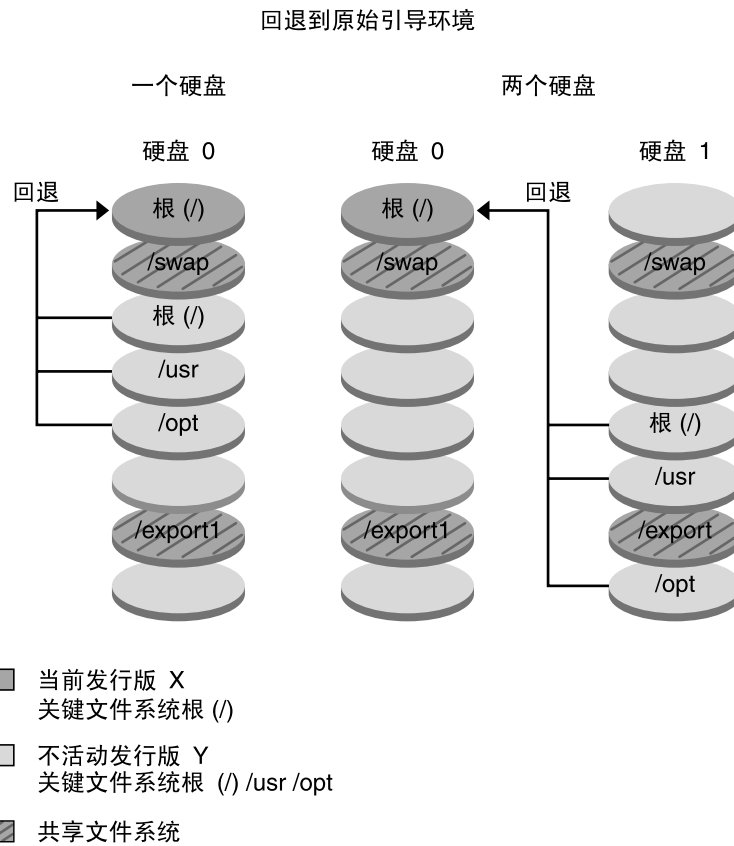 回退到原始引导环境
一个硬盘
两个硬盘
硬盘 0
硬盘 0
硬盘 1
回退
回退
根 (/)
/swap
根 (/)
/usr
/opt
/export1
根 (/)
/swap
/export1
/swap
根 (/)
/usr
/export
/opt
当前发行版 X
关键文件系统根 (/)
不活动发行版 Y
关键文件系统根 (/) /usr /opt
共享文件系统